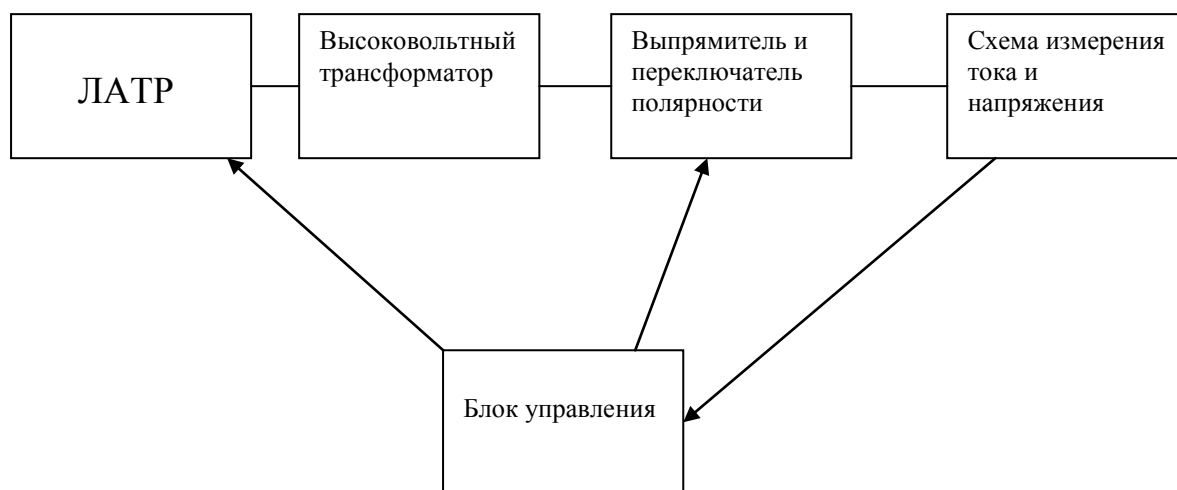 ЛАТР
Высоковольтный
трансформатор
Выпрямитель и
переключатель
полярности
Схема измерения
тока и
напряжения
Блок управления